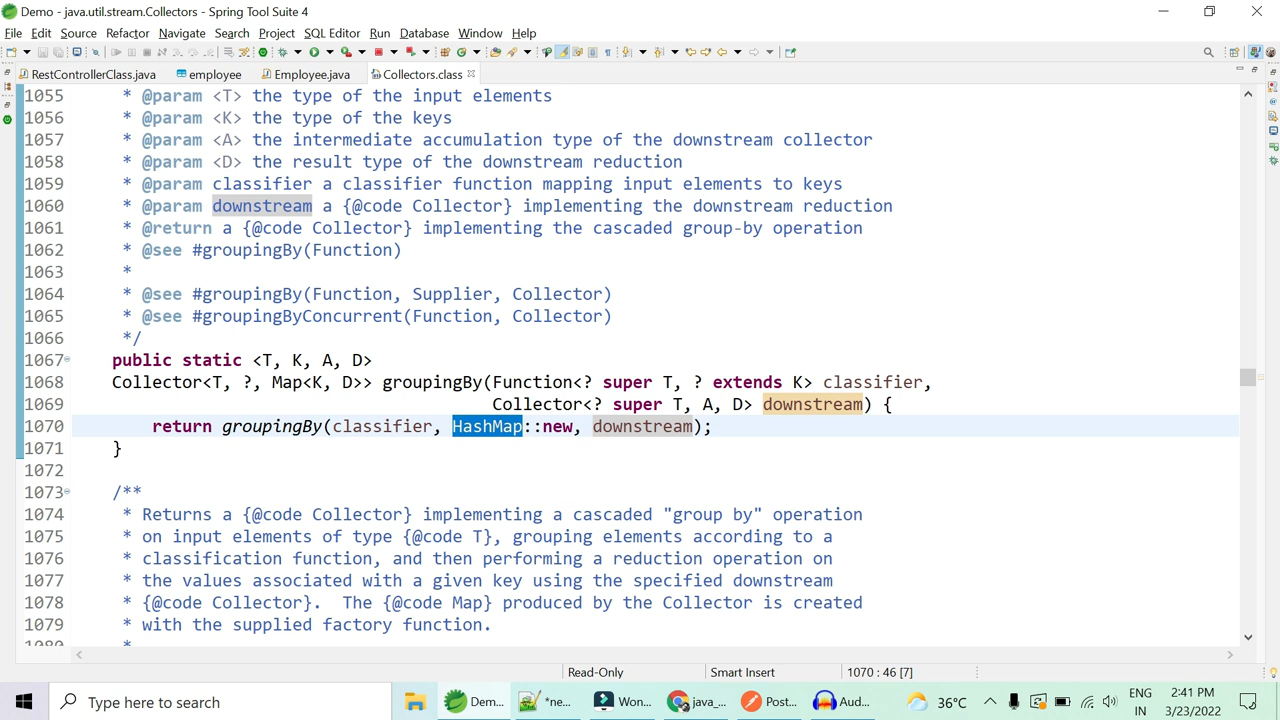 Demo - java.util.stream.Collectors - Spring Tool Suite 4
File Edit Source Refactor Navigate Search Project SQL Editor Run Database Window Help
RestControllerClass.java employee Employee.java Collectors.class
1055 * @param <T> the type of the input elements
1056 * @param <K> the type of the keys
1057 * @param <A> the intermediate accumulation type of the downstream collector
1058 * @param <D> the result type of the downstream reduction
1059 * @param classifier a classifier function mapping input elements to keys
1060 * @param downstream a {@code Collector} implementing the downstream reduction
1061 * @return a {@code Collector} implementing the cascaded group-by operation
1062 * @see #groupingBy(Function)
1063 *
1064 * @see #groupingBy(Function, Supplier, Collector)
1065 * @see #groupingByConcurrent(Function, Collector)
1066 */
1067 public static <T, K, A, D>
1068 Collector<T, ?, Map<K, D>> groupingBy(Function<? super T, ? extends K> classifier,
1069 Collector<? super T, A, D> downstream) {
1070 return groupingBy(classifier, HashMap::new, downstream);
1071 }
1072
1073 /**
1074 * Returns a {@code Collector} implementing a cascaded "group by" operation
1075 * on input elements of type {@code T}, grouping elements according to a
1076 * classification function, and then performing a reduction operation on
1077 * the values associated with a given key using the specified downstream
1078 * {@code Collector}. The {@code Map} produced by the Collector is created
1079 * with the supplied factory function.
1080 *
Read-Only Smart Insert 1070 : 46 [7]
Type here to search Dem... *ne... Won... java_... Post... Aud... 36°C ENG IN 2:41 PM 3/23/2022